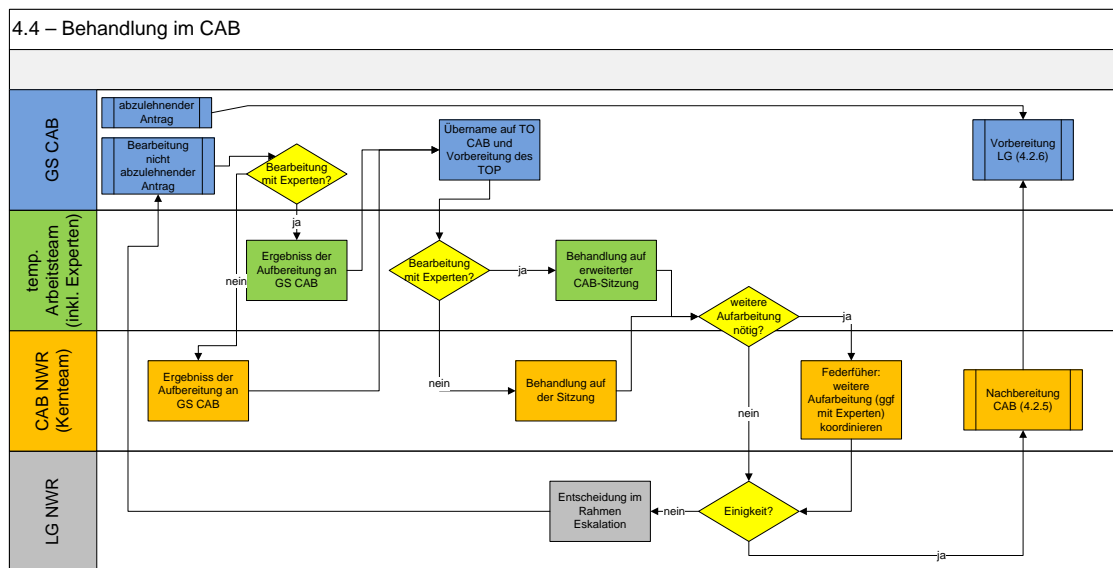 4.4 – Behandlung im CAB
GS CAB
abzulehnender
Antrag
Bearbeitung
nicht
abzulehnender
Antrag
Bearbeitung
mit Experten?
Übername auf TO
CAB und
Vorbereitung des
TOP
Vorbereitung
LG (4.2.6)
ja
nein
temp.
Arbeitsteam
(inkl. Experten)
Ergebniss der
Aufbereitung an
GS CAB
Bearbeitung
mit Experten?
ja
Behandlung auf
erweiterter
CAB-Sitzung
weitere
Aufarbeitung
nötig?
ja
CAB NWR
(Kernteam)
Ergebniss der
Aufbereitung an
GS CAB
nein
Behandlung auf
der Sitzung
nein
Federfüher:
weitere
Aufarbeitung (ggf
mit Experten)
koordinieren
Nachbereitung
CAB (4.2.5)
LG NWR
Entscheidung im
Rahmen
Eskalation
nein
Einigkeit?
ja